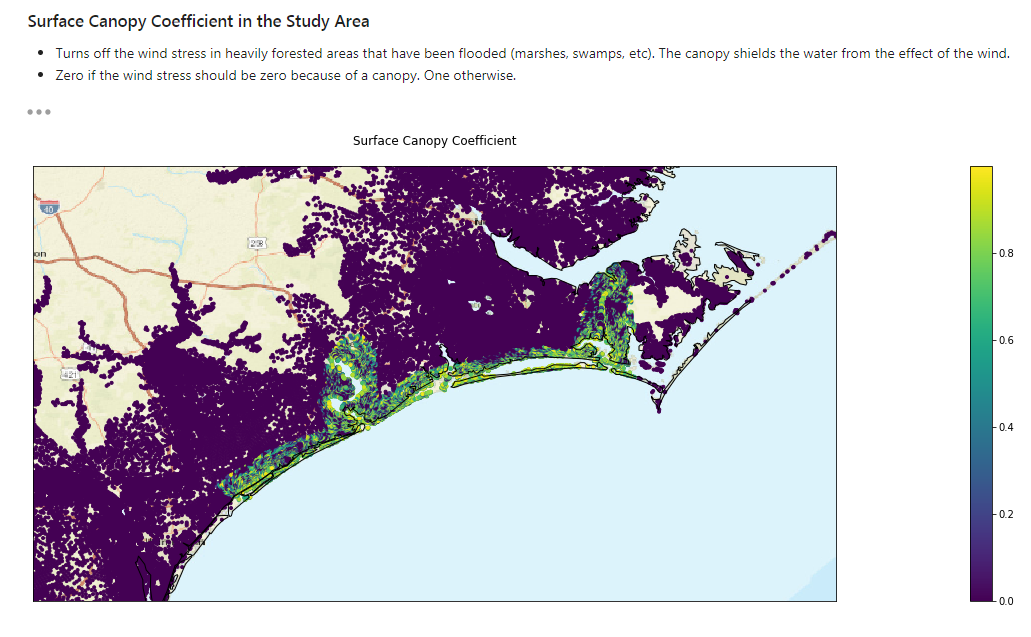 Surface Canopy Coefficient in the Study Area
• Turns off the wind stress in heavily forested areas that have been flooded (marshes, swamps, etc). The canopy shields the water from the effect of the wind.
• Zero if the wind stress should be zero because of a canopy. One otherwise.
Surface Canopy Coefficient
40
258
on
421
0.8
0.6
0.4
0.2
0.0